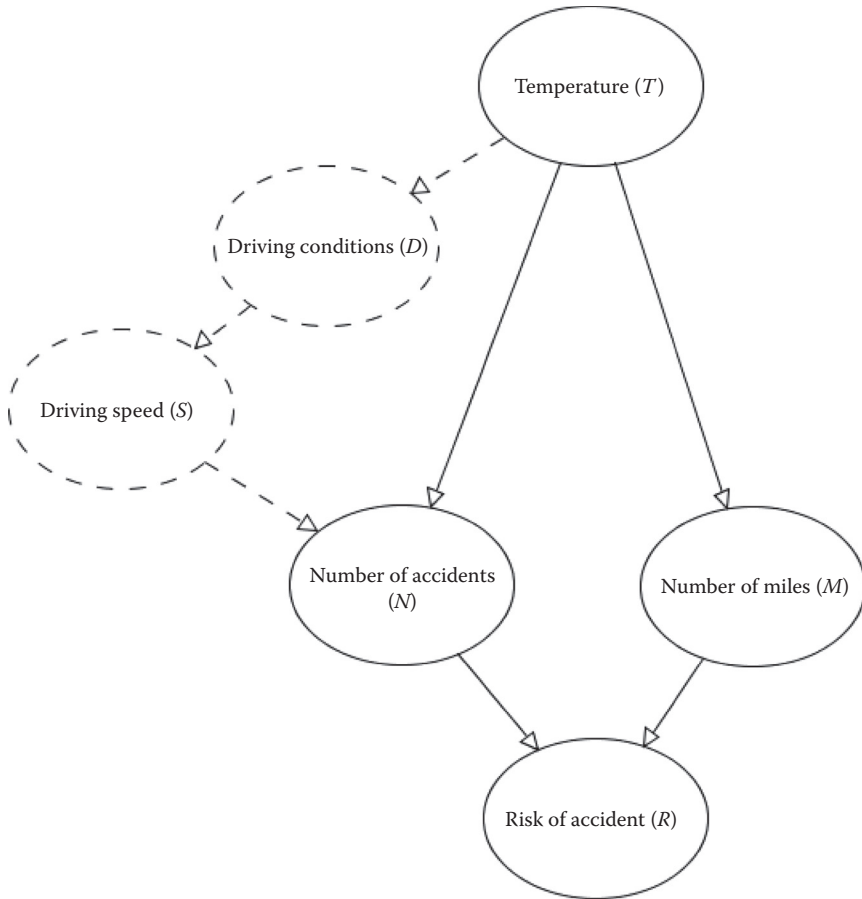 Temperature (T)
Driving conditions (D)
Driving speed (S)
Number of accidents
(N)
Number of miles (M)
Risk of accident (R)